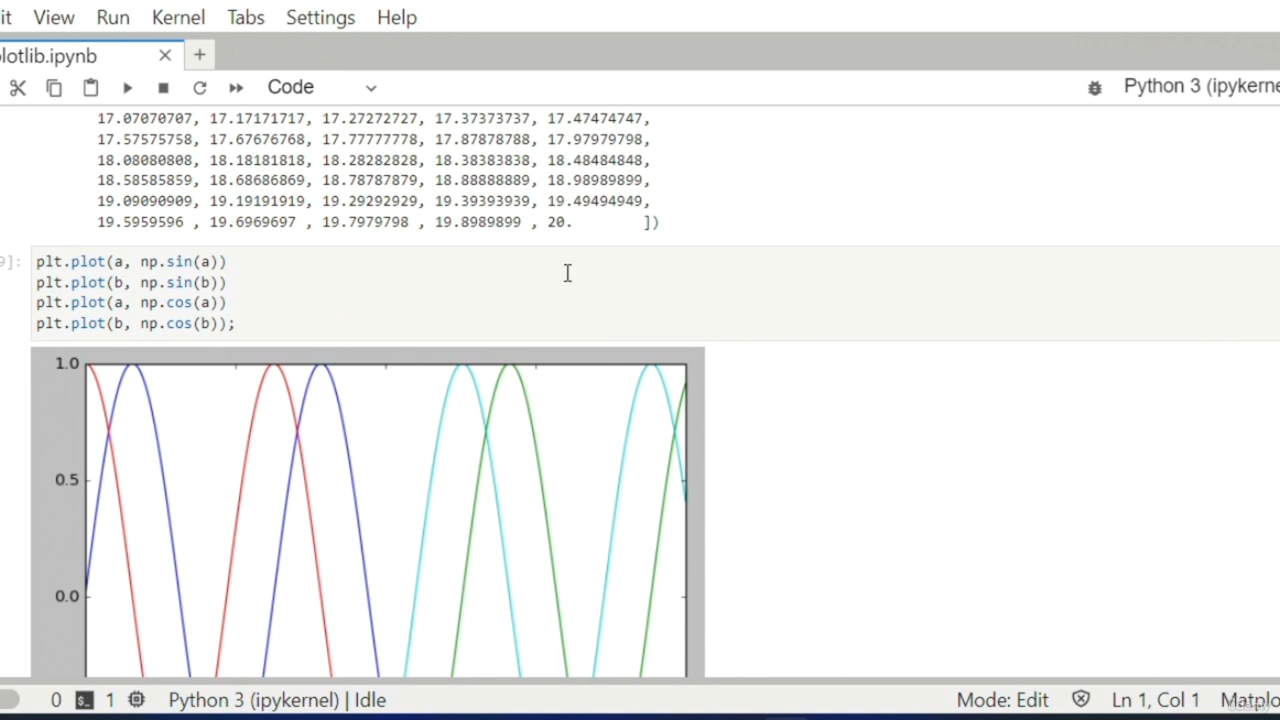 it View Run Kernel Tabs Settings Help
lotlib.ipynb
Code
Python 3 (ipykerne
17.07070707, 17.17171717, 17.27272727, 17.37373737, 17.47474747,
17.57575758, 17.67676768, 17.77777778, 17.87878788, 17.97979798,
18.08080808, 18.18181818, 18.28282828, 18.38383838, 18.48484848,
18.58585859, 18.68686869, 18.78787879, 18.88888889, 18.98989899,
19.09090909, 19.19191919, 19.29292929, 19.39393939, 19.49494949,
19.5959596 , 19.6969697 , 19.7979798 , 19.8989899 , 20. ])
9]:
plt.plot(a, np.sin(a))
plt.plot(b, np.sin(b))
plt.plot(a, np.cos(a))
plt.plot(b, np.cos(b));
1.0
0.5
0.0
0 $_ 1 Python 3 (ipykernel) | Idle Mode: Edit Ln 1, Col 1 Matplo